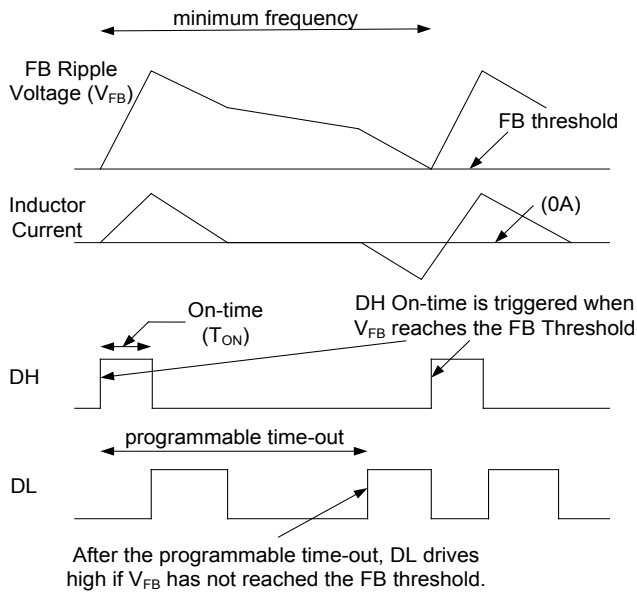 minimum frequency
FB Ripple
Voltage (VFB)
FB threshold
Inductor
Current
(0A)
On-time
(TON)
DH On-time is triggered when
VFB reaches the FB Threshold
DH
programmable time-out
DL
After the programmable time-out, DL drives
high if VFB has not reached the FB threshold.